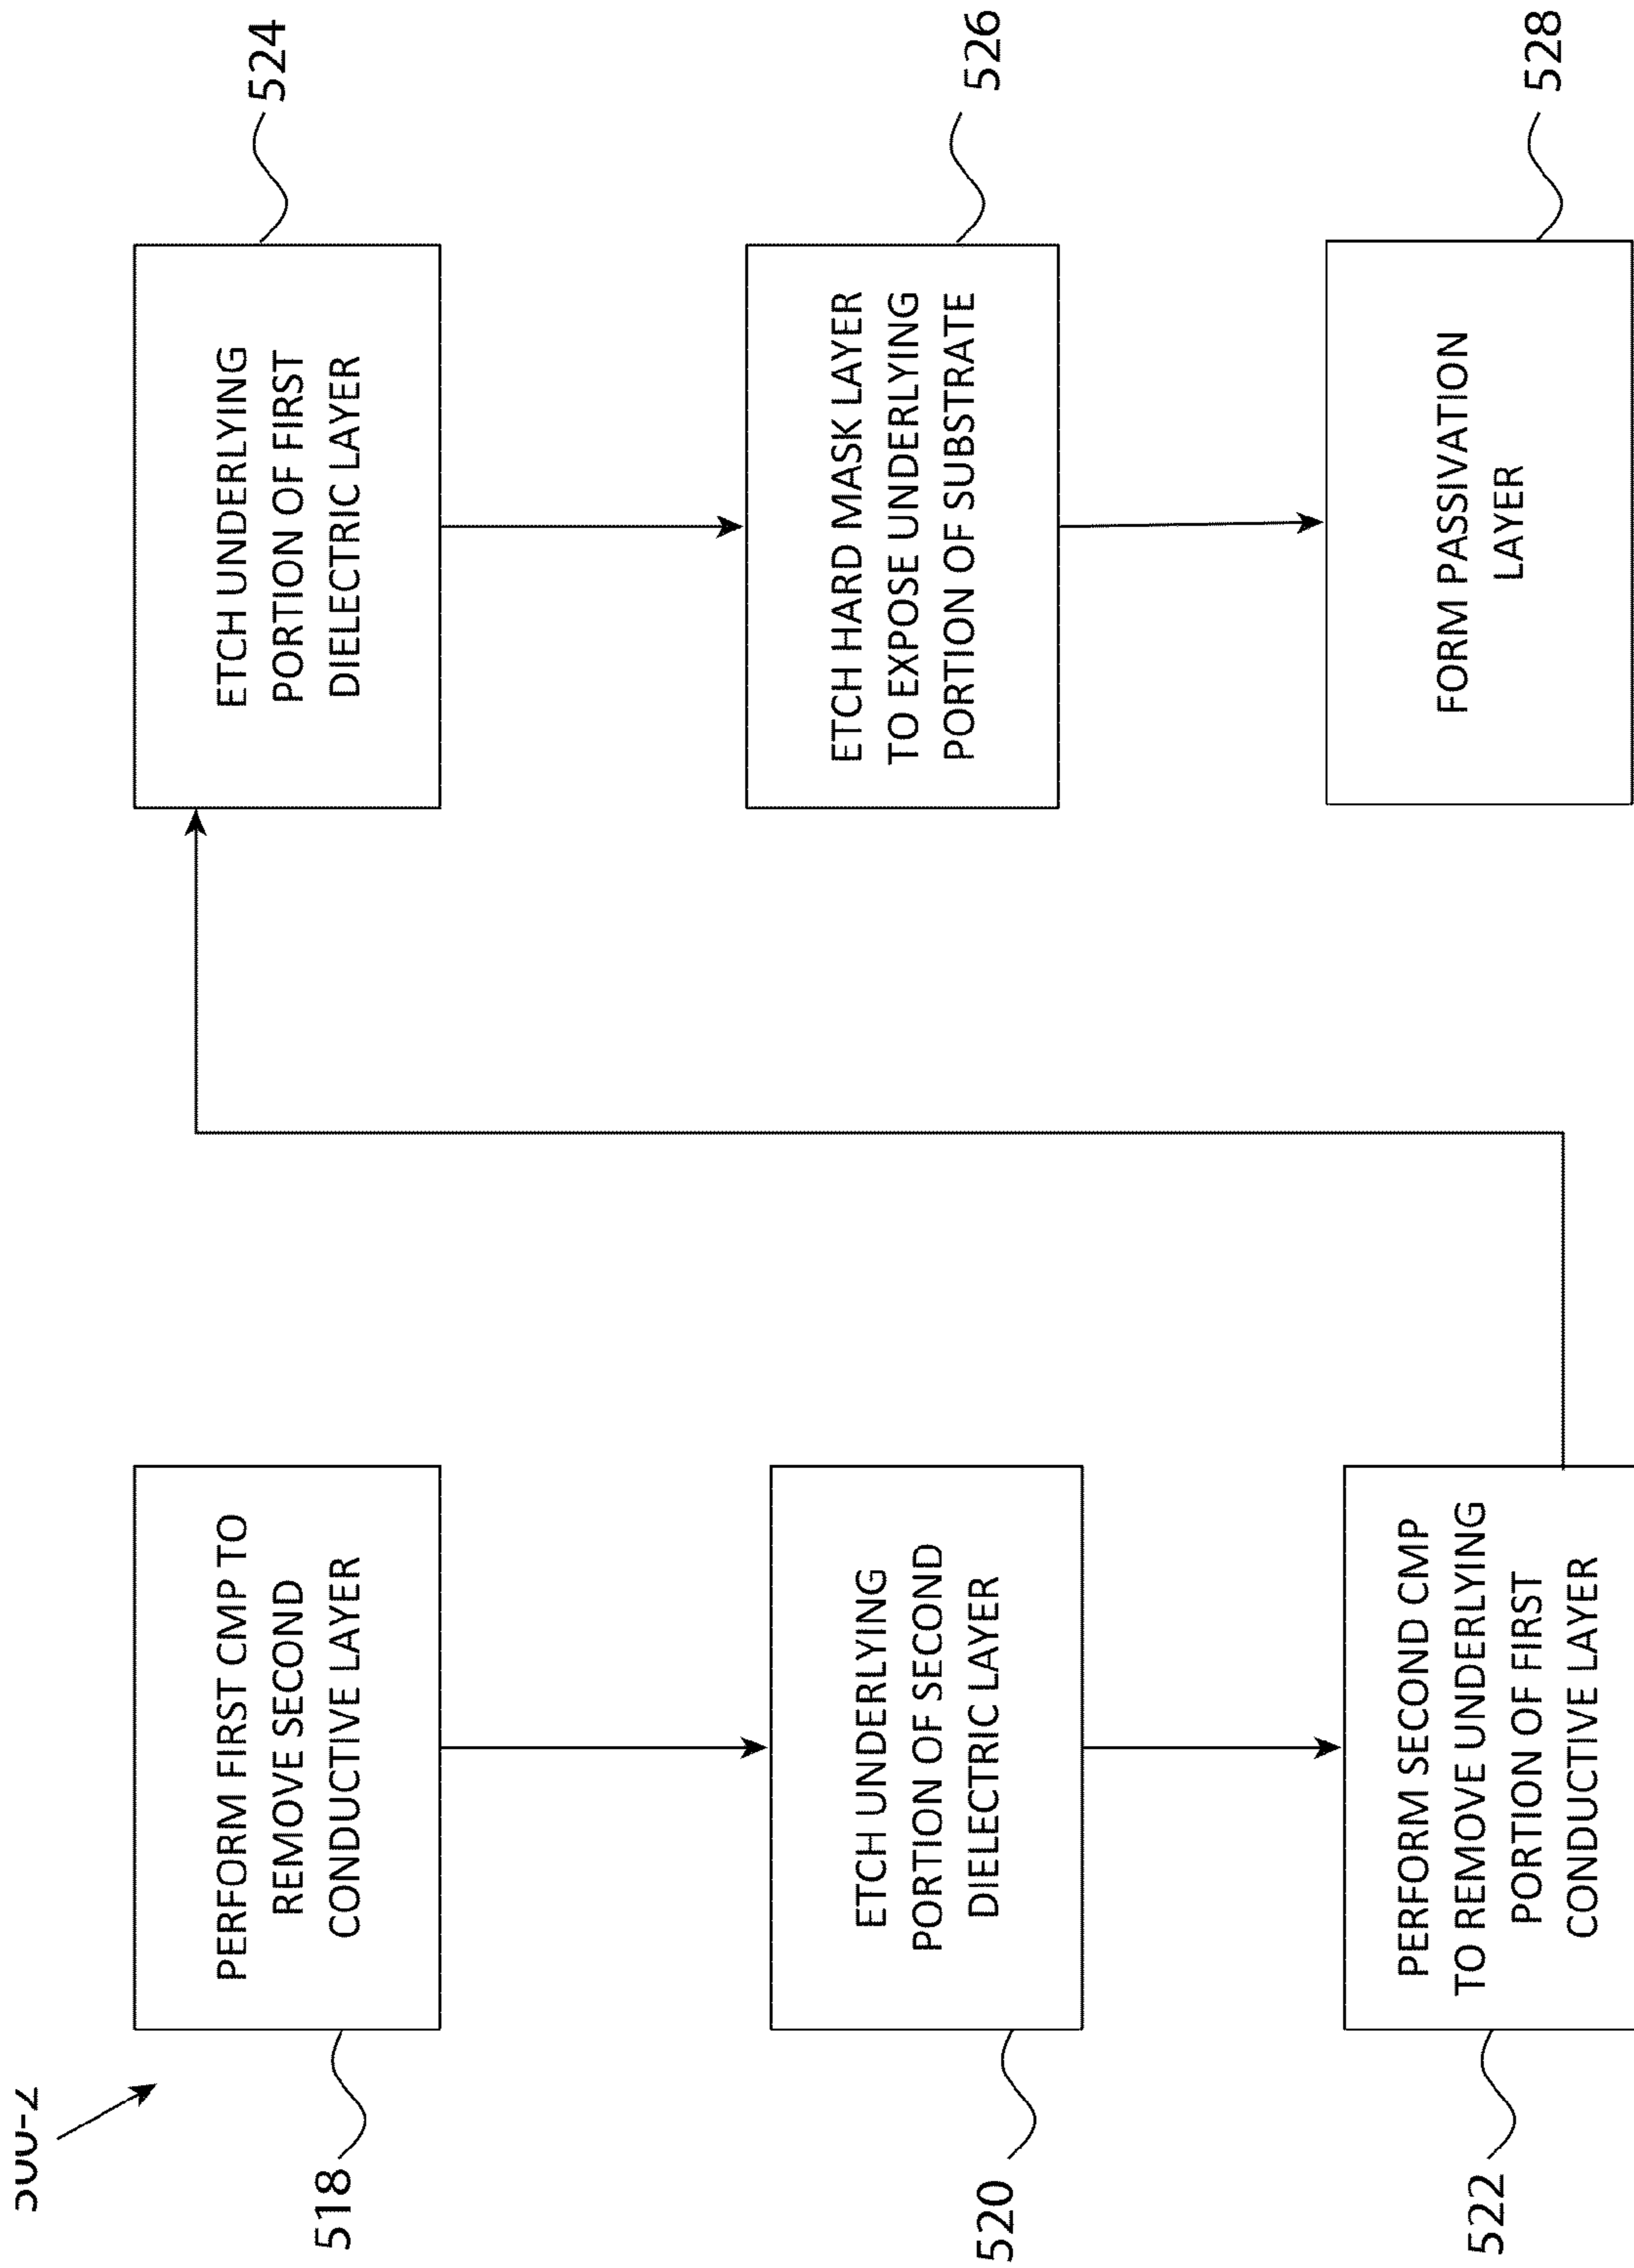 518
PERFORM FIRST CMP TO
REMOVE SECOND
CONDUCTIVE LAYER
520
ETCH UNDERLYING
PORTION OF SECOND
DIELECTRIC LAYER
522
PERFORM SECOND CMP
TO REMOVE UNDERLYING
PORTION OF FIRST
CONDUCTIVE LAYER
ETCH UNDERLYING
PORTION OF FIRST
DIELECTRIC LAYER
524
ETCH HARD MASK LAYER
TO EXPOSE UNDERLYING
PORTION OF SUBSTRATE
526
FORM PASSIVATION
LAYER
528